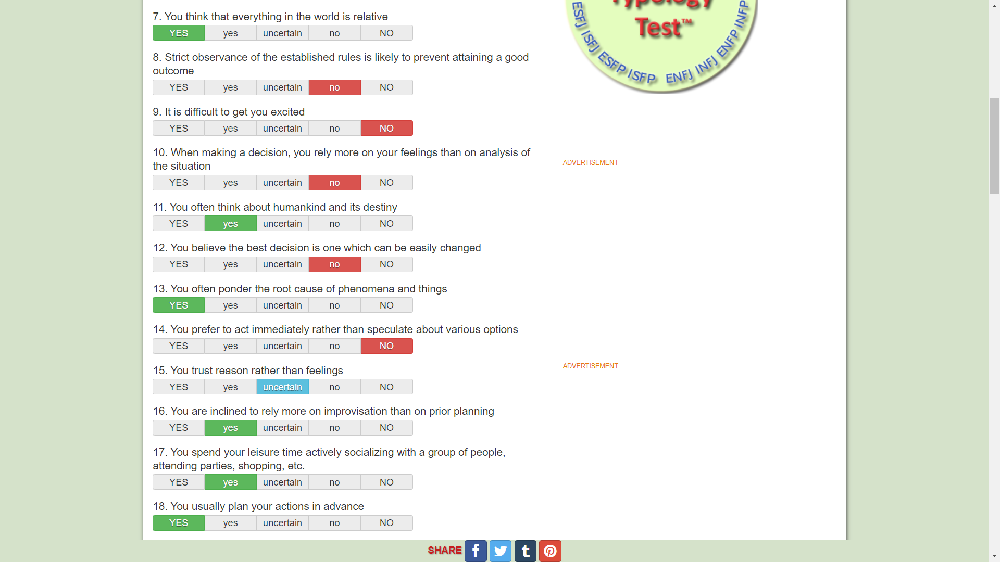 7. You think that everything in the world is relative
YES yes uncertain no NO
8. Strict observance of the established rules is likely to prevent attaining a good
outcome
YES yes uncertain no NO
9. It is difficult to get you excited
YES yes uncertain no NO
10. When making a decision, you rely more on your feelings than on analysis of
the situation
YES yes uncertain no NO
11. You often think about humankind and its destiny
YES yes uncertain no NO
12. You believe the best decision is one which can be easily changed
YES yes uncertain no NO
13. You often ponder the root cause of phenomena and things
YES yes uncertain no NO
14. You prefer to act immediately rather than speculate about various options
YES yes uncertain no NO
15. You trust reason rather than feelings
YES yes uncertain no NO
16. You are inclined to rely more on improvisation than on prior planning
YES yes uncertain no NO
17. You spend your leisure time actively socializing with a group of people,
attending parties, shopping, etc.
YES yes uncertain no NO
18. You usually plan your actions in advance
YES yes uncertain no NO
Typology
Test™
ESFJ ISFJ ESFP ISFP ENFJ INFJ ENFP INFP
ADVERTISEMENT
ADVERTISEMENT
SHARE